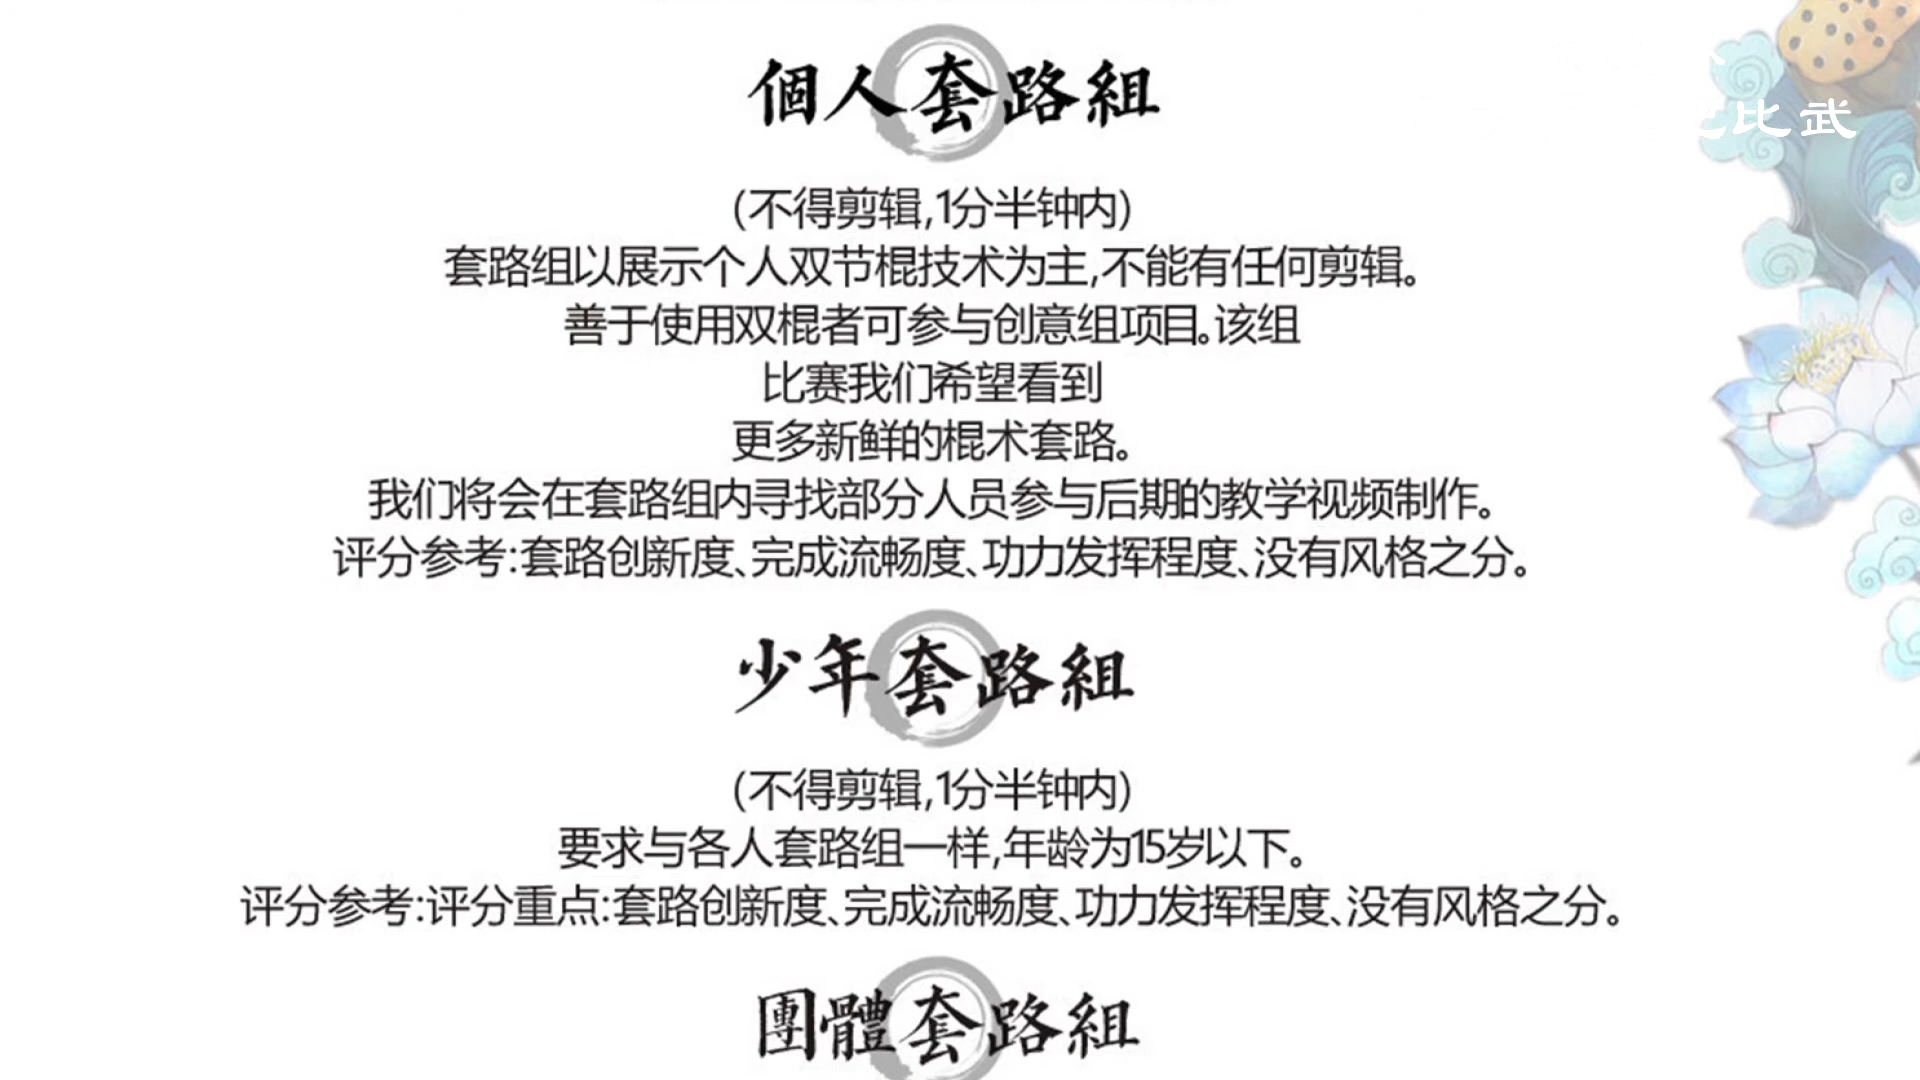 個人套路組
比武
(不得剪辑,1分半钟内)
套路组以展示个人双节棍技术为主,不能有任何剪辑。
善于使用双棍者可参与创意组项目。该组
比赛我们希望看到
更多新鲜的棍术套路。
我们将会在套路组内寻找部分人员参与后期的教学视频制作。
评分参考:套路创新度、完成流畅度、功力发挥程度、没有风格之分。
少年套路組
(不得剪辑,1分半钟内)
要求与各人套路组一样,年龄为15岁以下。
评分参考:评分重点:套路创新度、完成流畅度、功力发挥程度、没有风格之分。
團體套路組